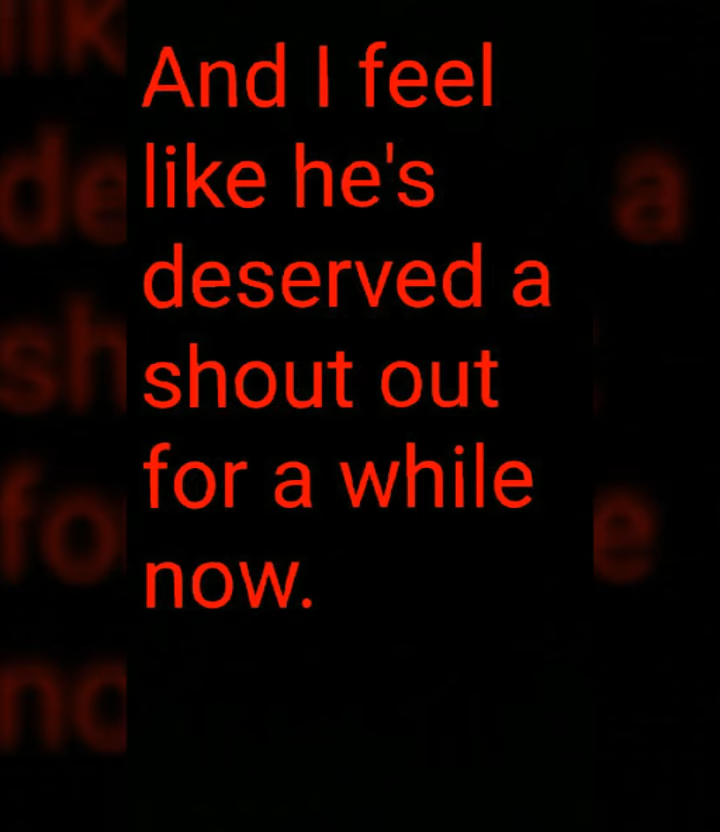 And I feel
like he's
deserved a
shout out
for a while
now.